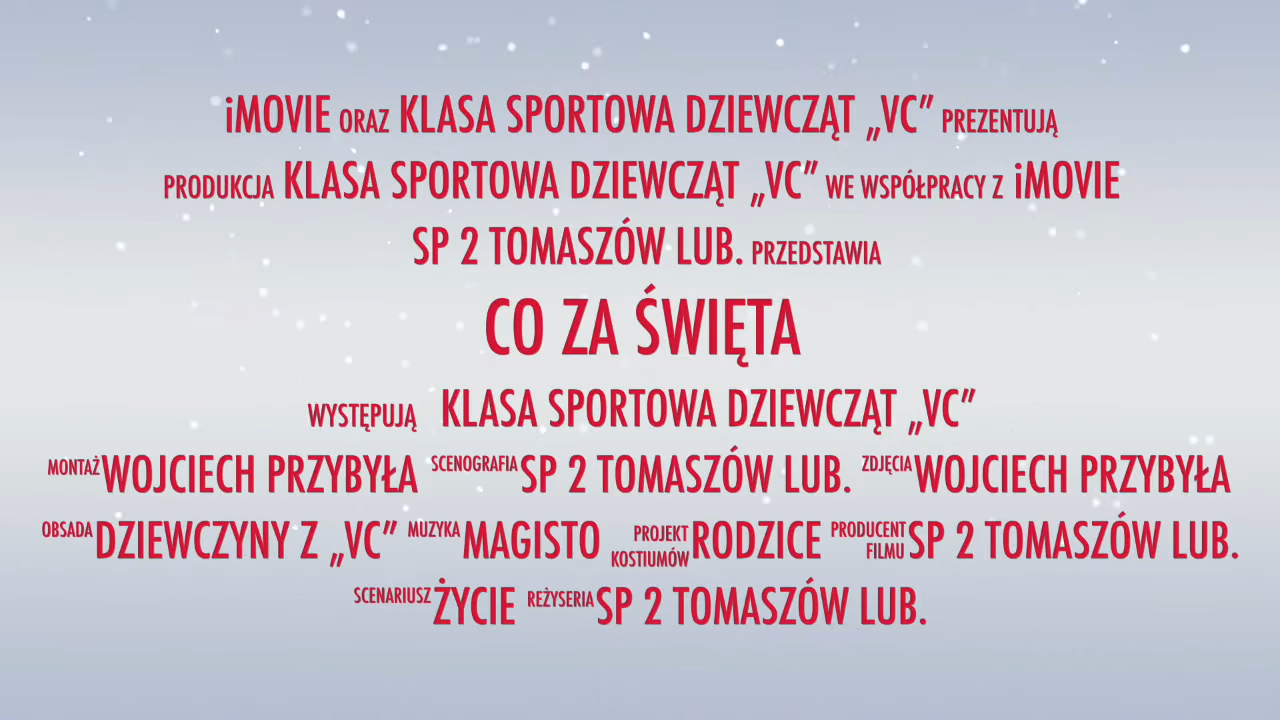 iMOVIE ORAZ KLASA SPORTOWA DZIEWCZĄT „VC” PREZENTUJĄ
PRODUKCJA KLASA SPORTOWA DZIEWCZĄT „VC” WE WSPÓŁPRACY Z iMOVIE
SP 2 TOMASZÓW LUB. PRZEDSTAWIA
CO ZA ŚWIĘTA
WYSTĘPUJĄ KLASA SPORTOWA DZIEWCZĄT „VC”
MONTAŻ WOJCIECH PRZYBYŁA SCENOGRAFIA SP 2 TOMASZÓW LUB. ZDJĘCIA WOJCIECH PRZYBYŁA
OBSADA DZIEWCZYNY Z „VC” MUZYKA MAGISTO PROJEKT KOSTIUMÓW RODZICE PRODUCENT FILMU SP 2 TOMASZÓW LUB.
SCENARIUSZ ŻYCIE REŻYSERIA SP 2 TOMASZÓW LUB.